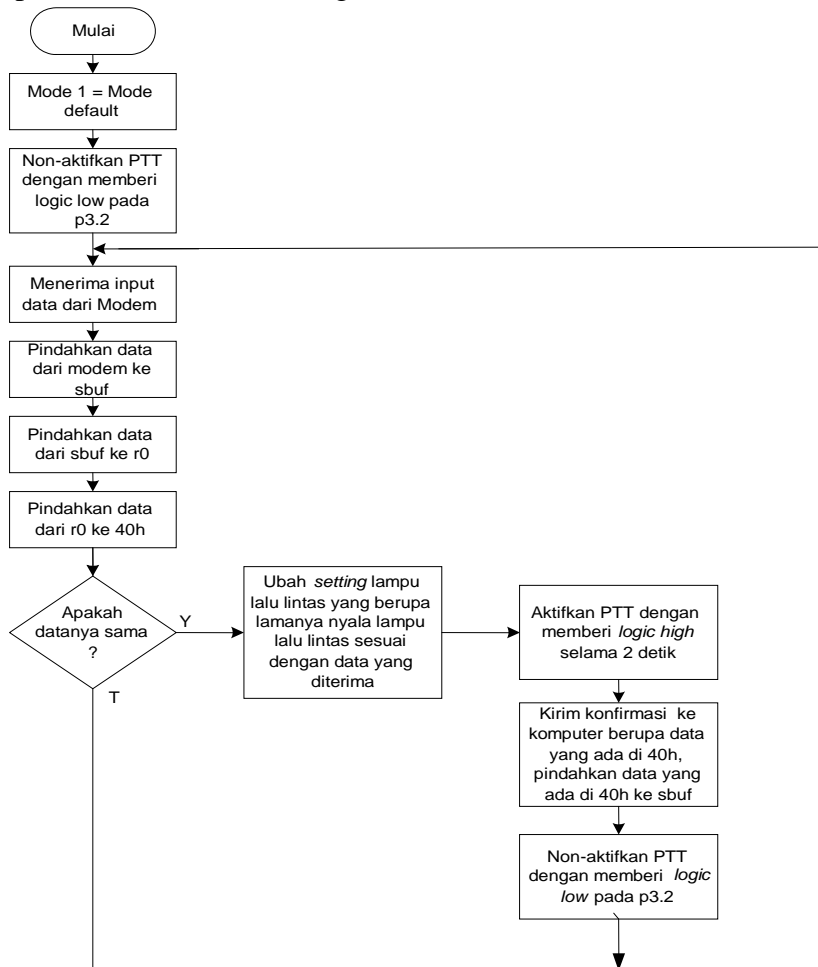 Mulai
Mode 1 = Mode
default
Non-aktifkan PTT
dengan memberi
logic low pada
p3.2
Menerima input
data dari Modem
Pindahkan data
dari modem ke
sbuf
Pindahkan data
dari sbuf ke r0
Pindahkan data
dari r0 ke 40h
Apakah
datanya sama
?
Y
T
Ubah setting lampu
lalu lintas yang berupa
lamanya nyala lampu
lalu lintas sesuai
dengan data yang
diterima
Aktifkan PTT dengan
memberi logic high
selama 2 detik
Kirim konfirmasi ke
komputer berupa data
yang ada di 40h,
pindahkan data yang
ada di 40h ke sbuf
Non-aktifkan PTT
dengan memberi logic
low pada p3.2